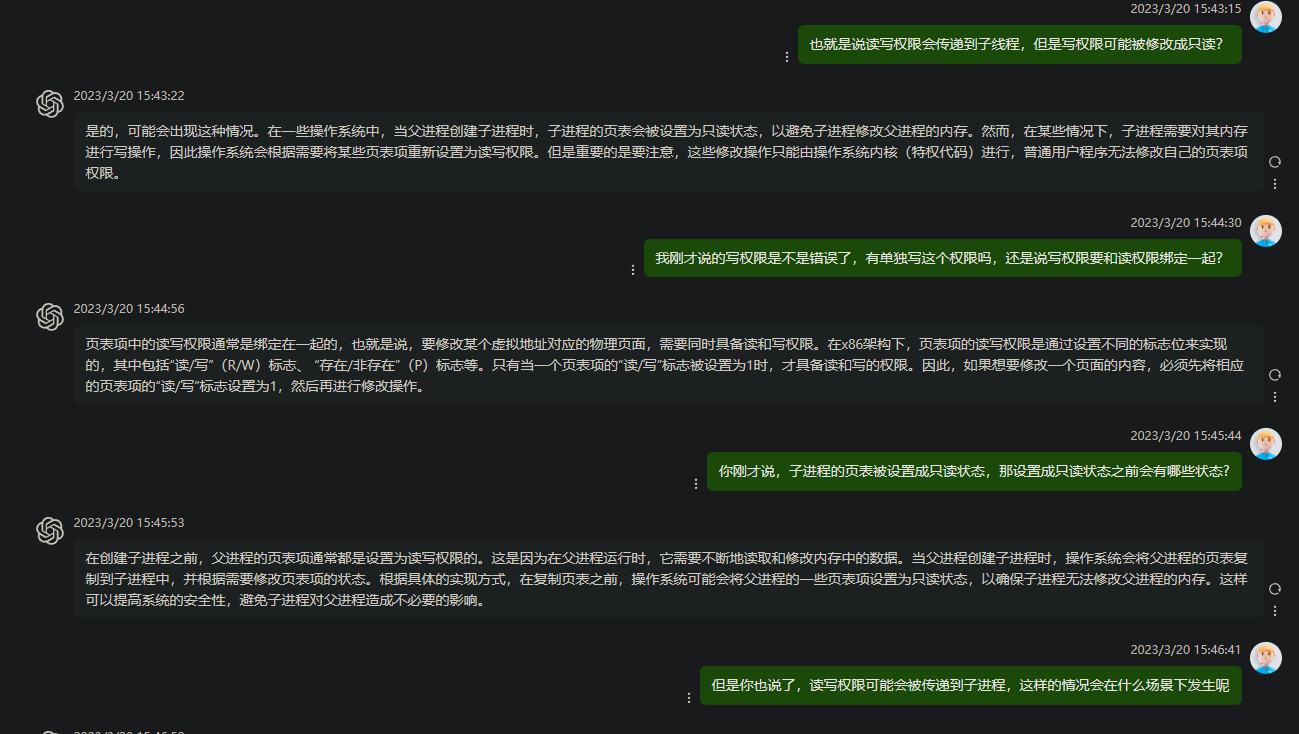 2023/3/20 15:43:15
也就是说读写权限会传递到子线程，但是写权限可能被修改成只读？
2023/3/20 15:43:22
是的，可能会出现这种情况。在一些操作系统中，当父进程创建子进程时，子进程的页表会被设置为只读状态，以避免子进程修改父进程的内存。然而，在某些情况下，子进程需要对其内存
进行写操作，因此操作系统会根据需要将某些页表项重新设置为读写权限。但是重要的是要注意，这些修改操作只能由操作系统内核（特权代码）进行，普通用户程序无法修改自己的页表项
权限。
2023/3/20 15:44:30
我刚才说的写权限是不是错误了，有单独写这个权限吗，还是说写权限要和读权限绑定一起？
2023/3/20 15:44:56
页表项中的读写权限通常是绑定在一起的，也就是说，要修改某个虚拟地址对应的物理页面，需要同时具备读和写权限。在x86架构下，页表项的读写权限是通过设置不同的标志位来实现
的，其中包括“读/写”（R/W）标志、“存在/非存在”（P）标志等。只有当一个页表项的“读/写”标志被设置为1时，才具备读和写的权限。因此，如果想要修改一个页面的内容，必须先将相应
的页表项的“读/写”标志设置为1，然后再进行修改操作。
2023/3/20 15:45:44
你刚才说，子进程的页表被设置成只读状态，那设置成只读状态之前会有哪些状态？
2023/3/20 15:45:53
在创建子进程之前，父进程的页表项通常都是设置为读写权限的。这是因为在父进程运行时，它需要不断地读取和修改内存中的数据。当父进程创建子进程时，操作系统会将父进程的页表复
制到子进程中，并根据需要修改页表项的状态。根据具体的实现方式，在复制页表之前，操作系统可能会将父进程的一些页表项设置为只读状态，以确保子进程无法修改父进程的内存。这样
可以提高系统的安全性，避免子进程对父进程造成不必要的影响。
2023/3/20 15:46:41
但是你也说了，读写权限可能会被传递到子进程，这样的情况会在什么场景下发生呢